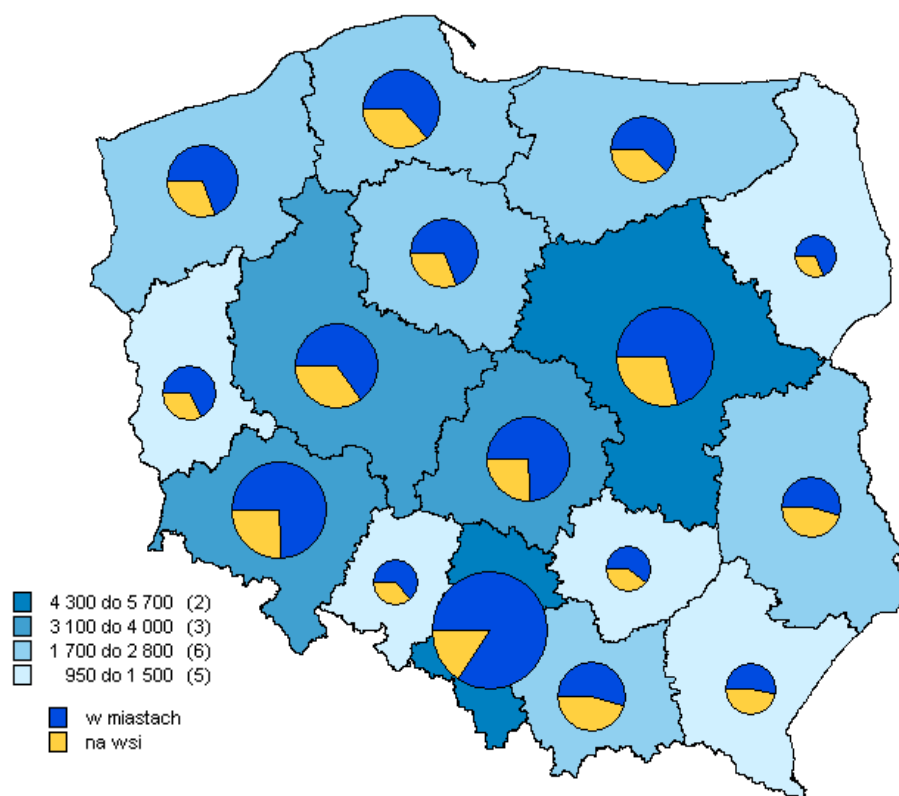 4 300 do 5 700 (2)
3 100 do 4 000 (3)
1 700 do 2 800 (6)
950 do 1 500 (5)
w miastach
na wsi